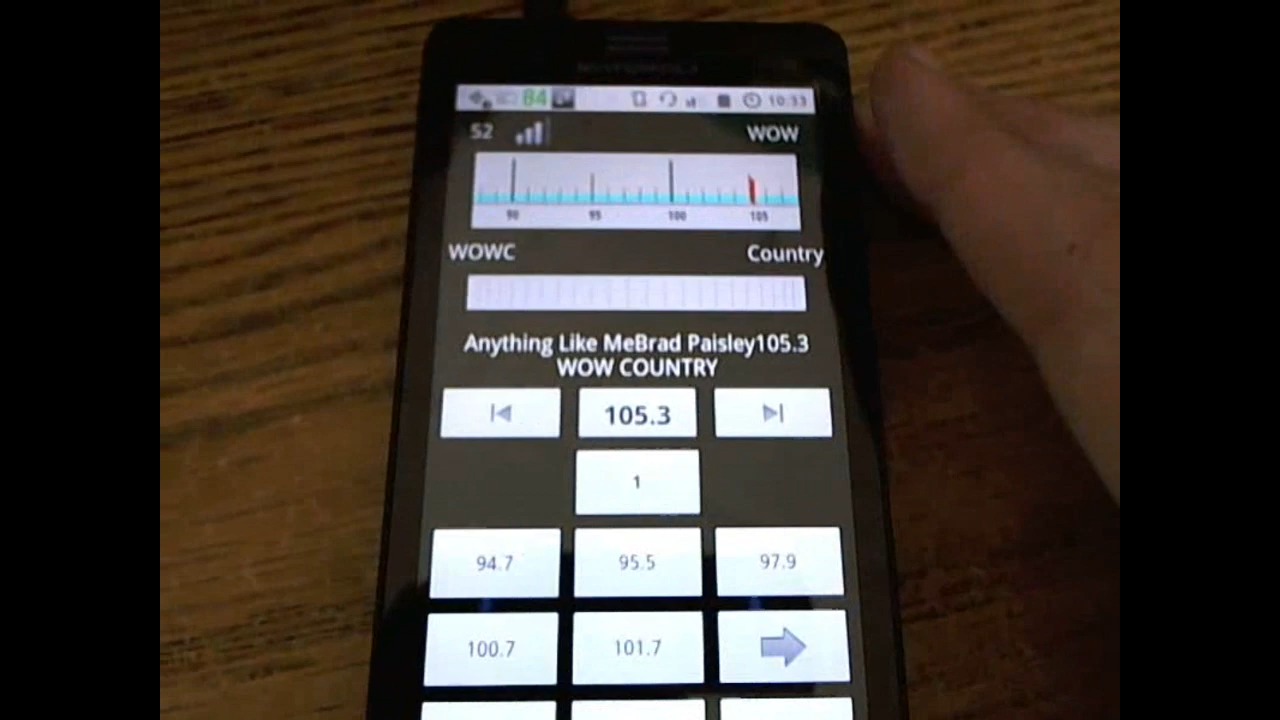 84 10:33
52 WOW
90 95 100 105
WOWC Country
Anything Like MeBrad Paisley105.3
WOW COUNTRY
105.3
1
94.7 95.5 97.9
100.7 101.7